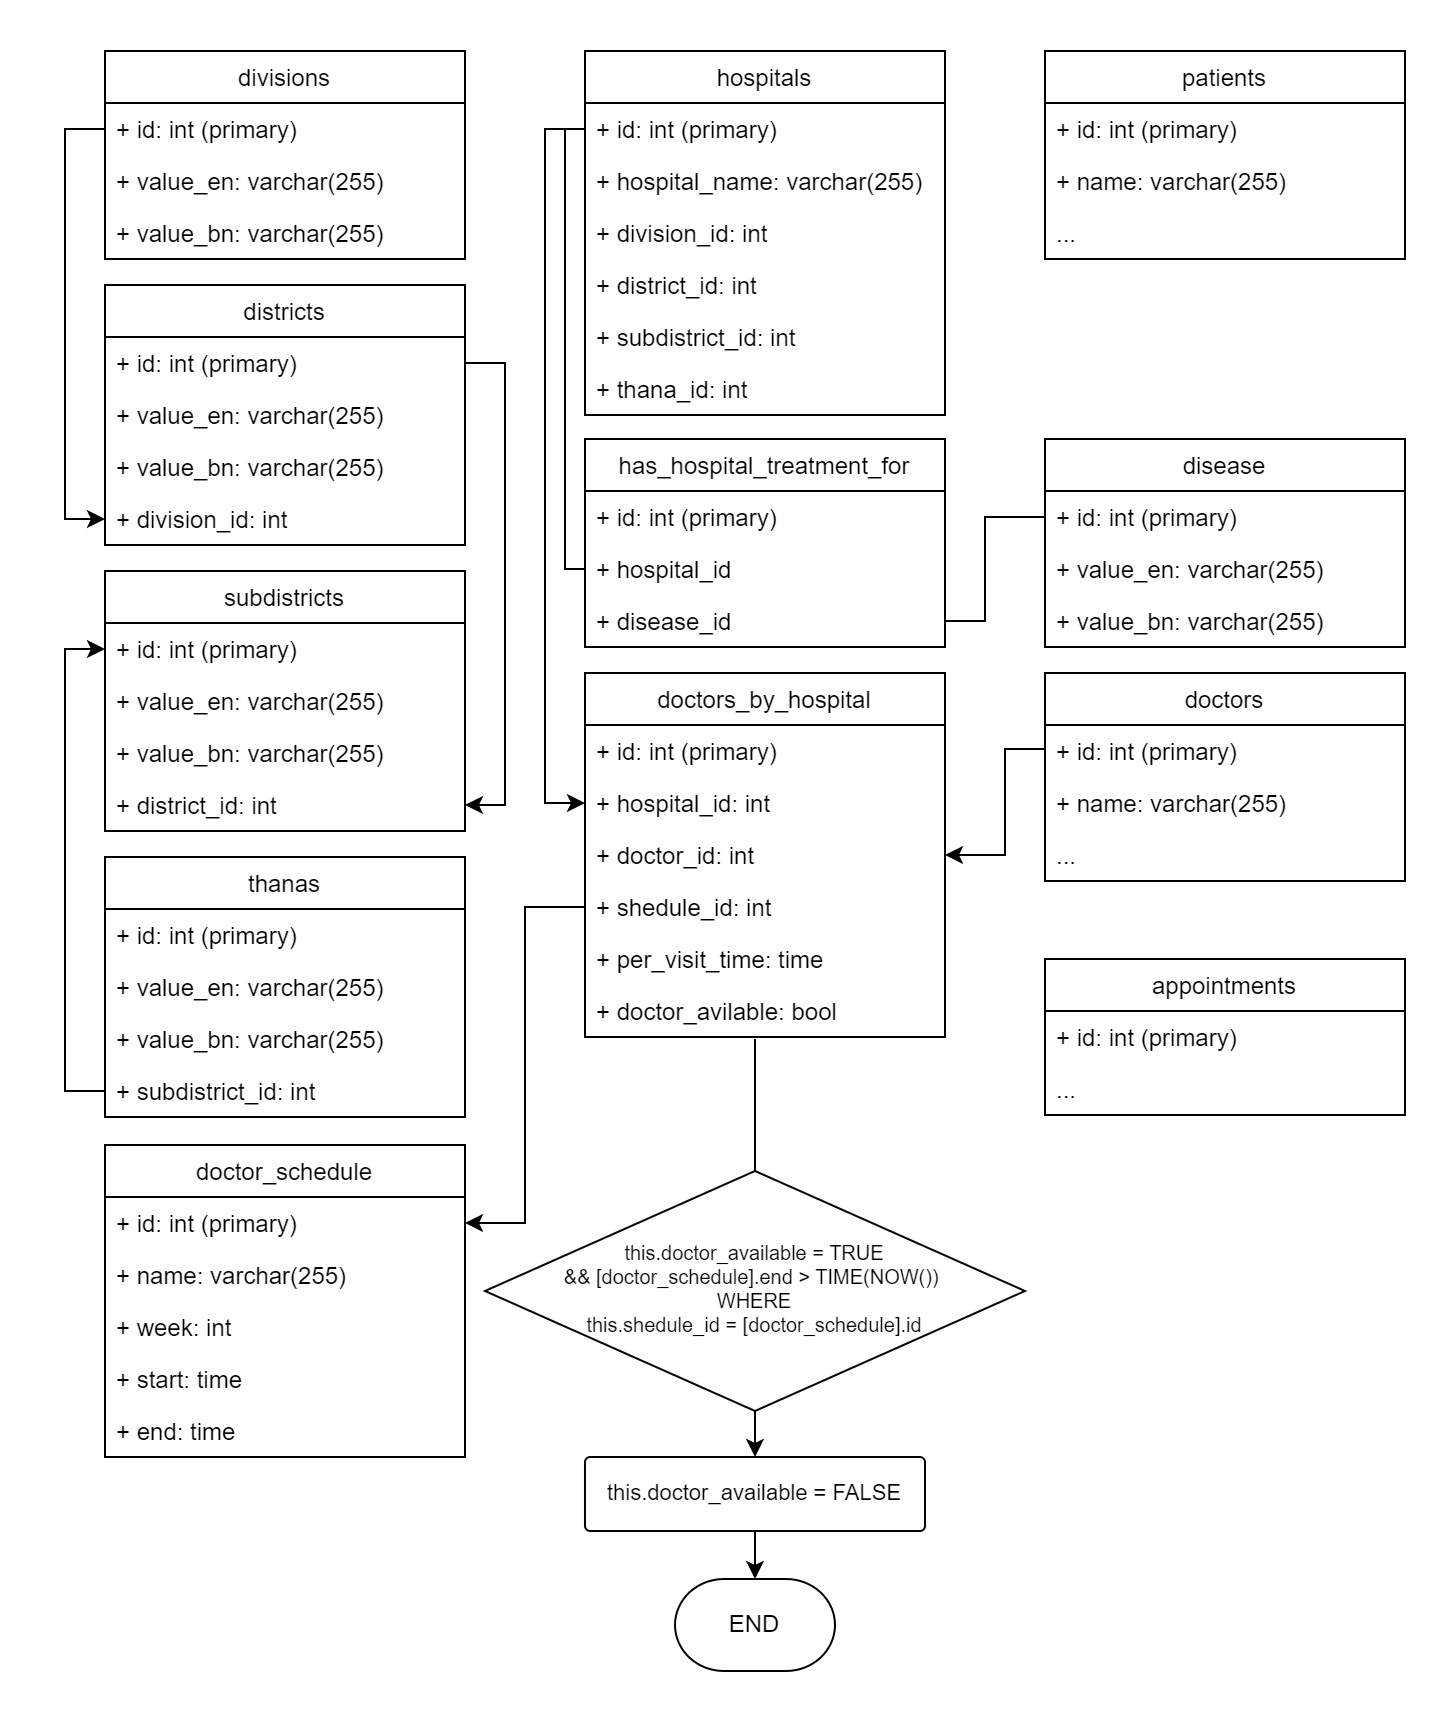 divisions
+ id: int (primary)
+ value_en: varchar(255)
+ value_bn: varchar(255)
districts
+ id: int (primary)
+ value_en: varchar(255)
+ value_bn: varchar(255)
+ division_id: int
subdistricts
+ id: int (primary)
+ value_en: varchar(255)
+ value_bn: varchar(255)
+ district_id: int
thanas
+ id: int (primary)
+ value_en: varchar(255)
+ value_bn: varchar(255)
+ subdistrict_id: int
doctor_schedule
+ id: int (primary)
+ name: varchar(255)
+ week: int
+ start: time
+ end: time
hospitals
+ id: int (primary)
+ hospital_name: varchar(255)
+ division_id: int
+ district_id: int
+ subdistrict_id: int
+ thana_id: int
has_hospital_treatment_for
+ id: int (primary)
+ hospital_id
+ disease_id
doctors_by_hospital
+ id: int (primary)
+ hospital_id: int
+ doctor_id: int
+ shedule_id: int
+ per_visit_time: time
+ doctor_avilable: bool
this.doctor_available = TRUE
&& [doctor_schedule].end > TIME(NOW())
WHERE
this.shedule_id = [doctor_schedule].id
this.doctor_available = FALSE
END
patients
+ id: int (primary)
+ name: varchar(255)
...
disease
+ id: int (primary)
+ value_en: varchar(255)
+ value_bn: varchar(255)
doctors
+ id: int (primary)
+ name: varchar(255)
...
appointments
+ id: int (primary)
...